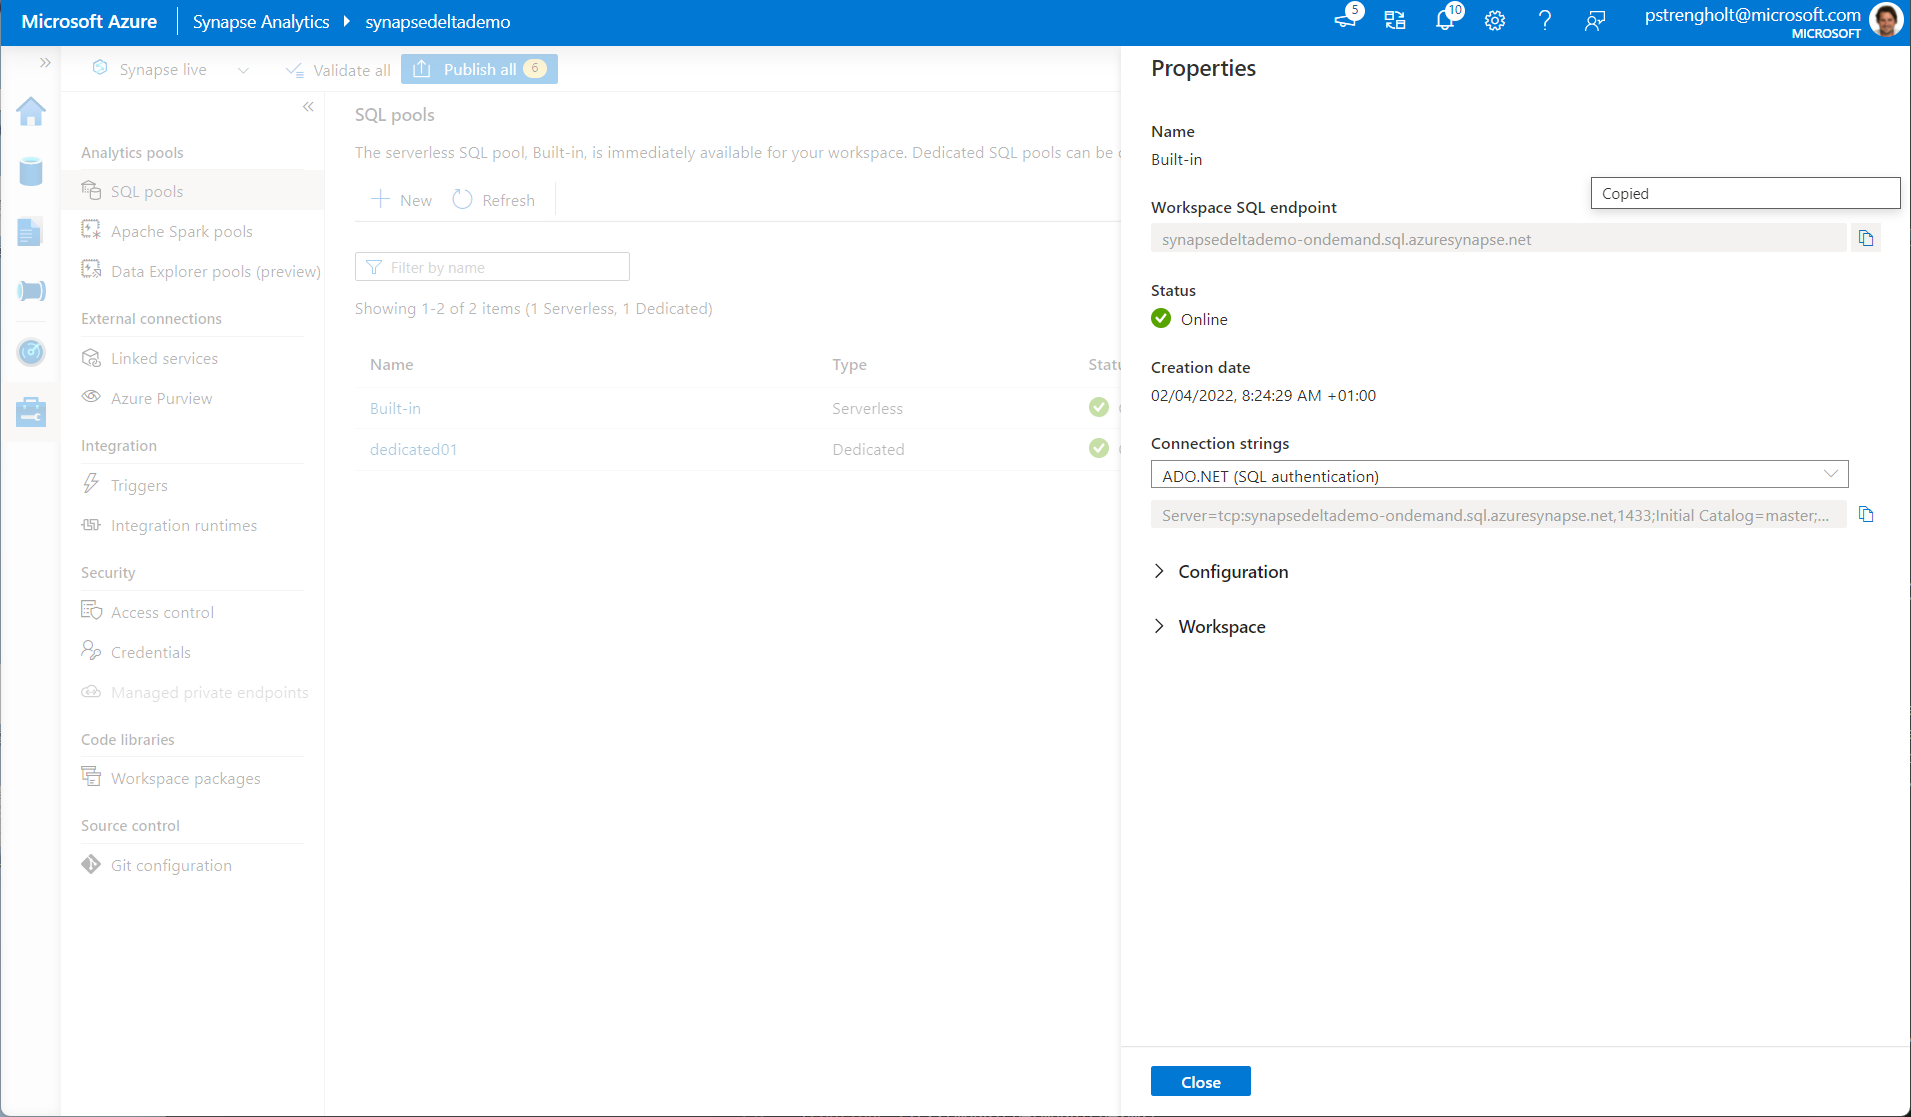 Microsoft Azure
Synapse Analytics
synapsedeltademo
5
10
pstrengholt@microsoft.com
MICROSOFT
Synapse live
Validate all
Publish all
6
Analytics pools
SQL pools
Apache Spark pools
Data Explorer pools (preview)
External connections
Linked services
Azure Purview
Integration
Triggers
Integration runtimes
Security
Access control
Credentials
Managed private endpoints
Code libraries
Workspace packages
Source control
Git configuration
SQL pools
The serverless SQL pool, Built-in, is immediately available for your workspace. Dedicated SQL pools can be
New
Refresh
Filter by name
Showing 1-2 of 2 items (1 Serverless, 1 Dedicated)
Name Type
Built-in Serverless
dedicated01 Dedicated
Properties
Name
Built-in
Copied
Workspace SQL endpoint
synapsedeltademo-ondemand.sql.azuresynapse.net
Status
Online
Creation date
02/04/2022, 8:24:29 AM +01:00
Connection strings
ADO.NET (SQL authentication)
Server=tcp:synapsedeltademo-ondemand.sql.azuresynapse.net,1433;Initial Catalog=master;...
Configuration
Workspace
Close